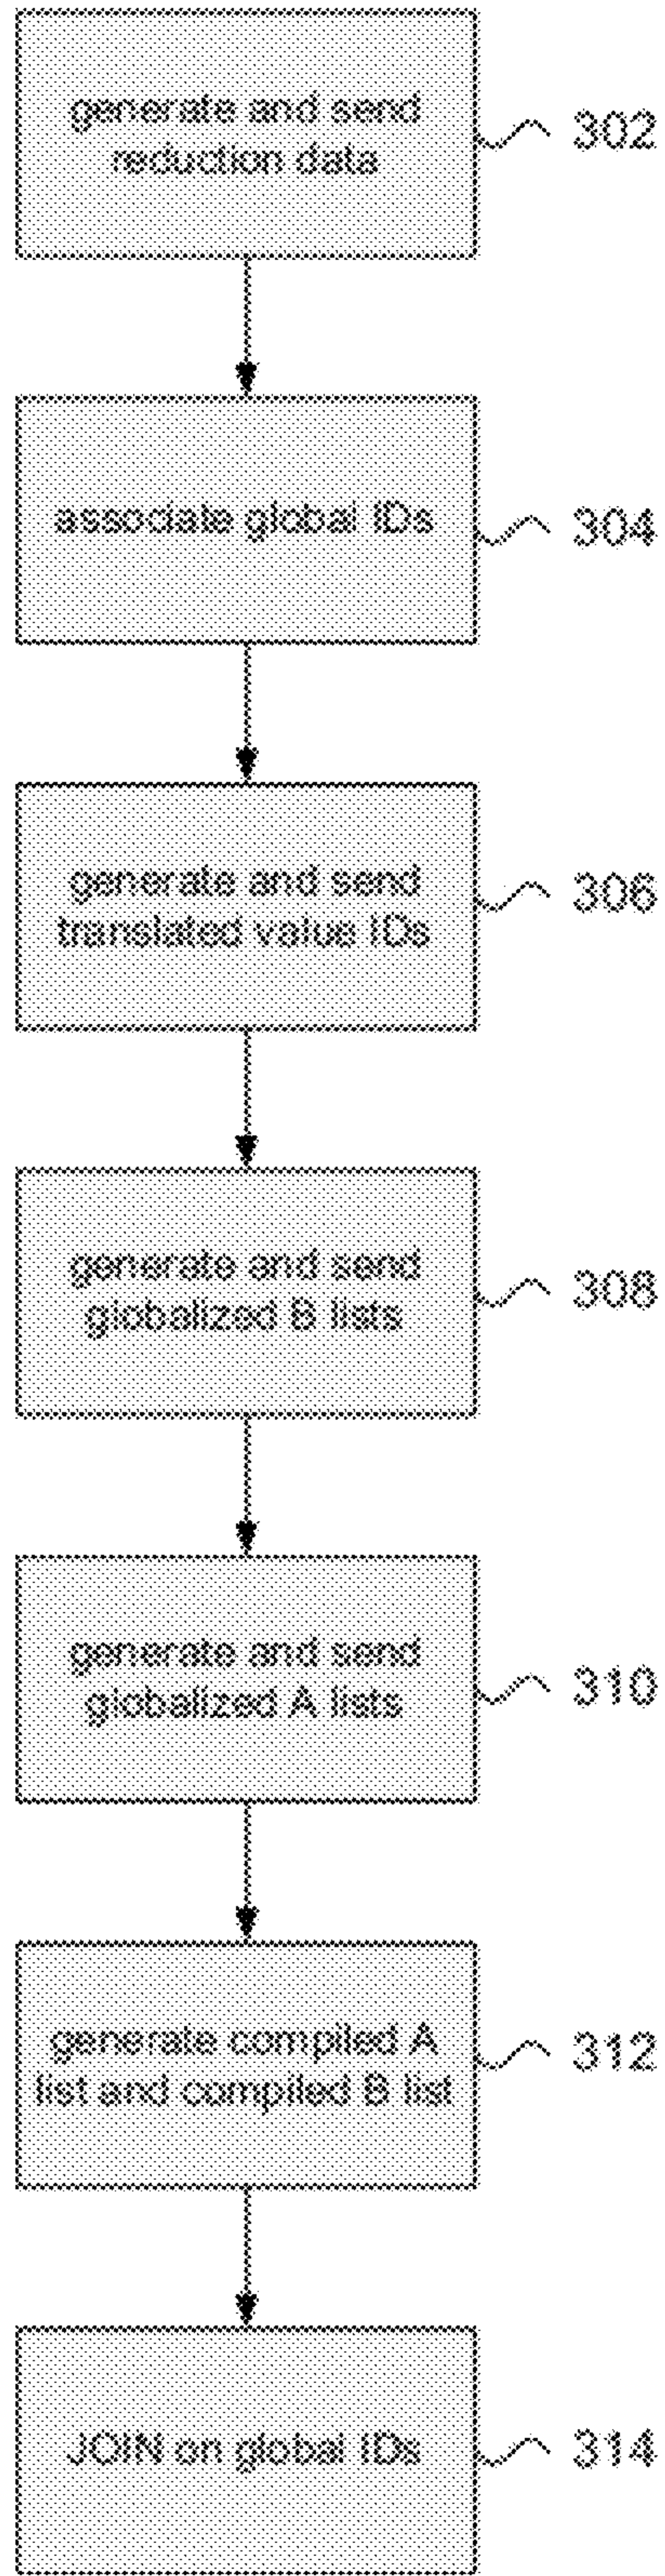 generate and send
reduction data
302
associate global IDs
304
generate and send
translated value IDs
306
generate and send
globalized B lists
308
generate and send
globalized A lists
310
generate compiled A
list and compiled B list
312
JOIN on global IDs
314